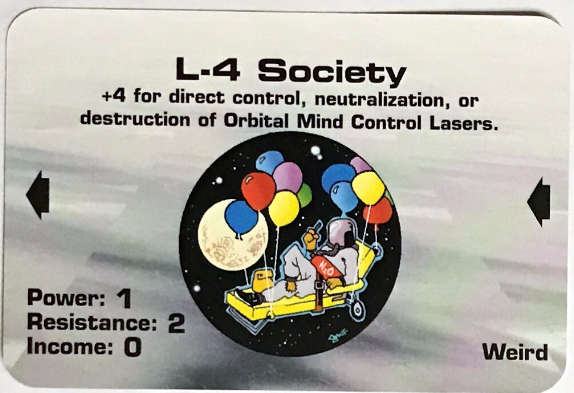 L-4 Society
+4 for direct control, neutralization, or
destruction of Orbital Mind Control Lasers.
H₂O
Power: 1
Resistance: 2
Income: 0
Weird